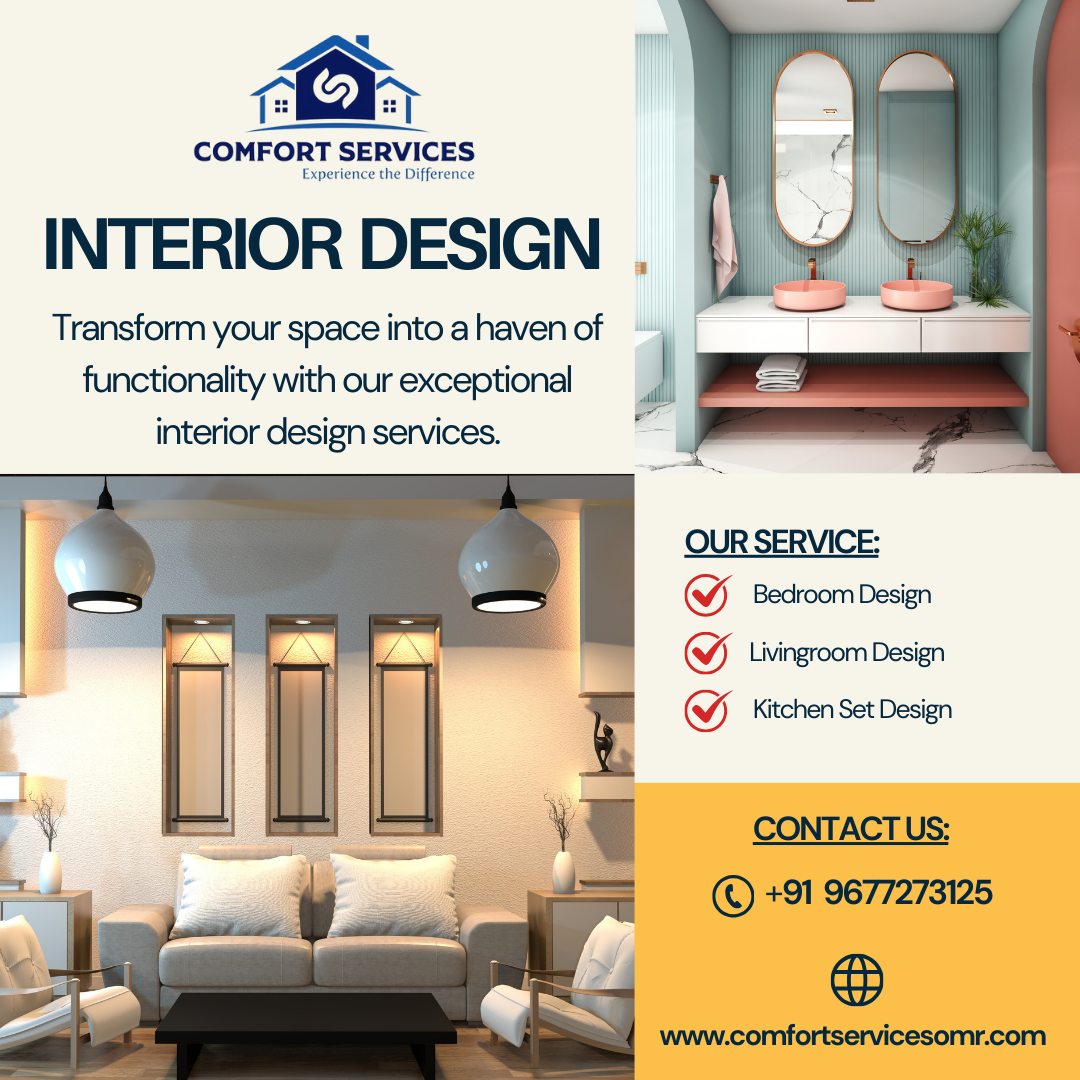 COMFORT SERVICES
Experience the Difference
INTERIOR DESIGN
Transform your space into a haven of
functionality with our exceptional
interior design services.
OUR SERVICE:
Bedroom Design
Livingroom Design
Kitchen Set Design
CONTACT US:
+91 9677273125
www.comfortservicesomr.com